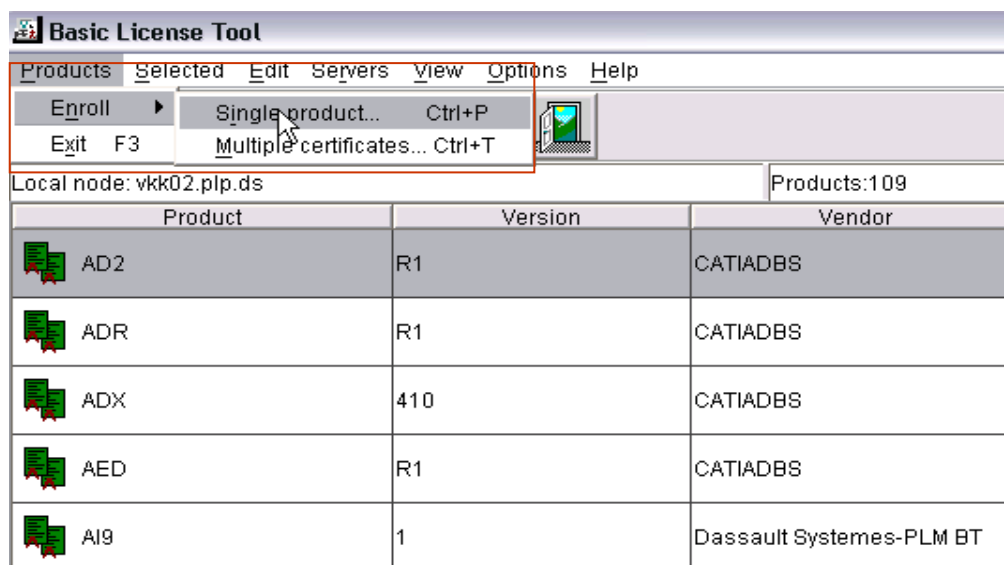 Basic License Tool
Products Selected Edit Servers View Options Help
Enroll Single product... Ctrl+P
Exit F3 Multiple certificates... Ctrl+T
Local node: vkk02.plp.ds Products:109
Product Version Vendor
AD2 R1 CATIADBS
ADR R1 CATIADBS
ADX 410 CATIADBS
AED R1 CATIADBS
AI9 1 Dassault Systemes-PLM BT